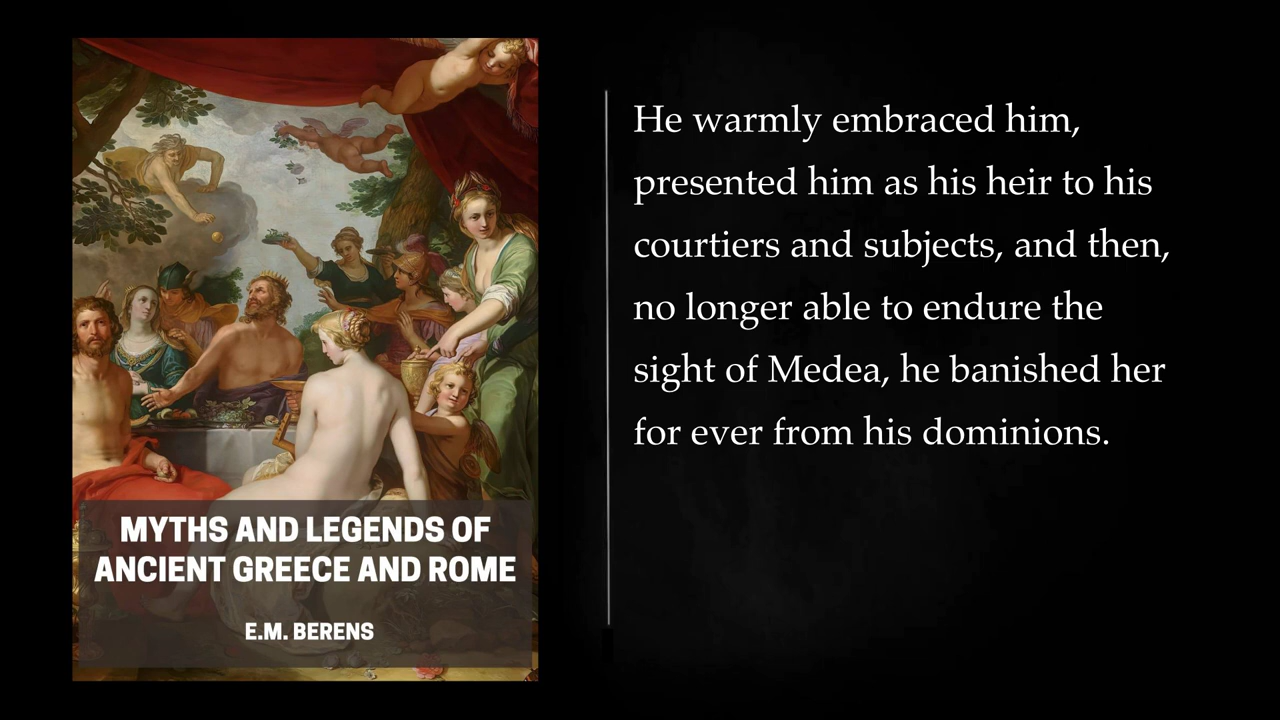 MYTHS AND LEGENDS OF
ANCIENT GREECE AND ROME
E.M. BERENS
He warmly embraced him,
presented him as his heir to his
courtiers and subjects, and then,
no longer able to endure the
sight of Medea, he banished her
for ever from his dominions.